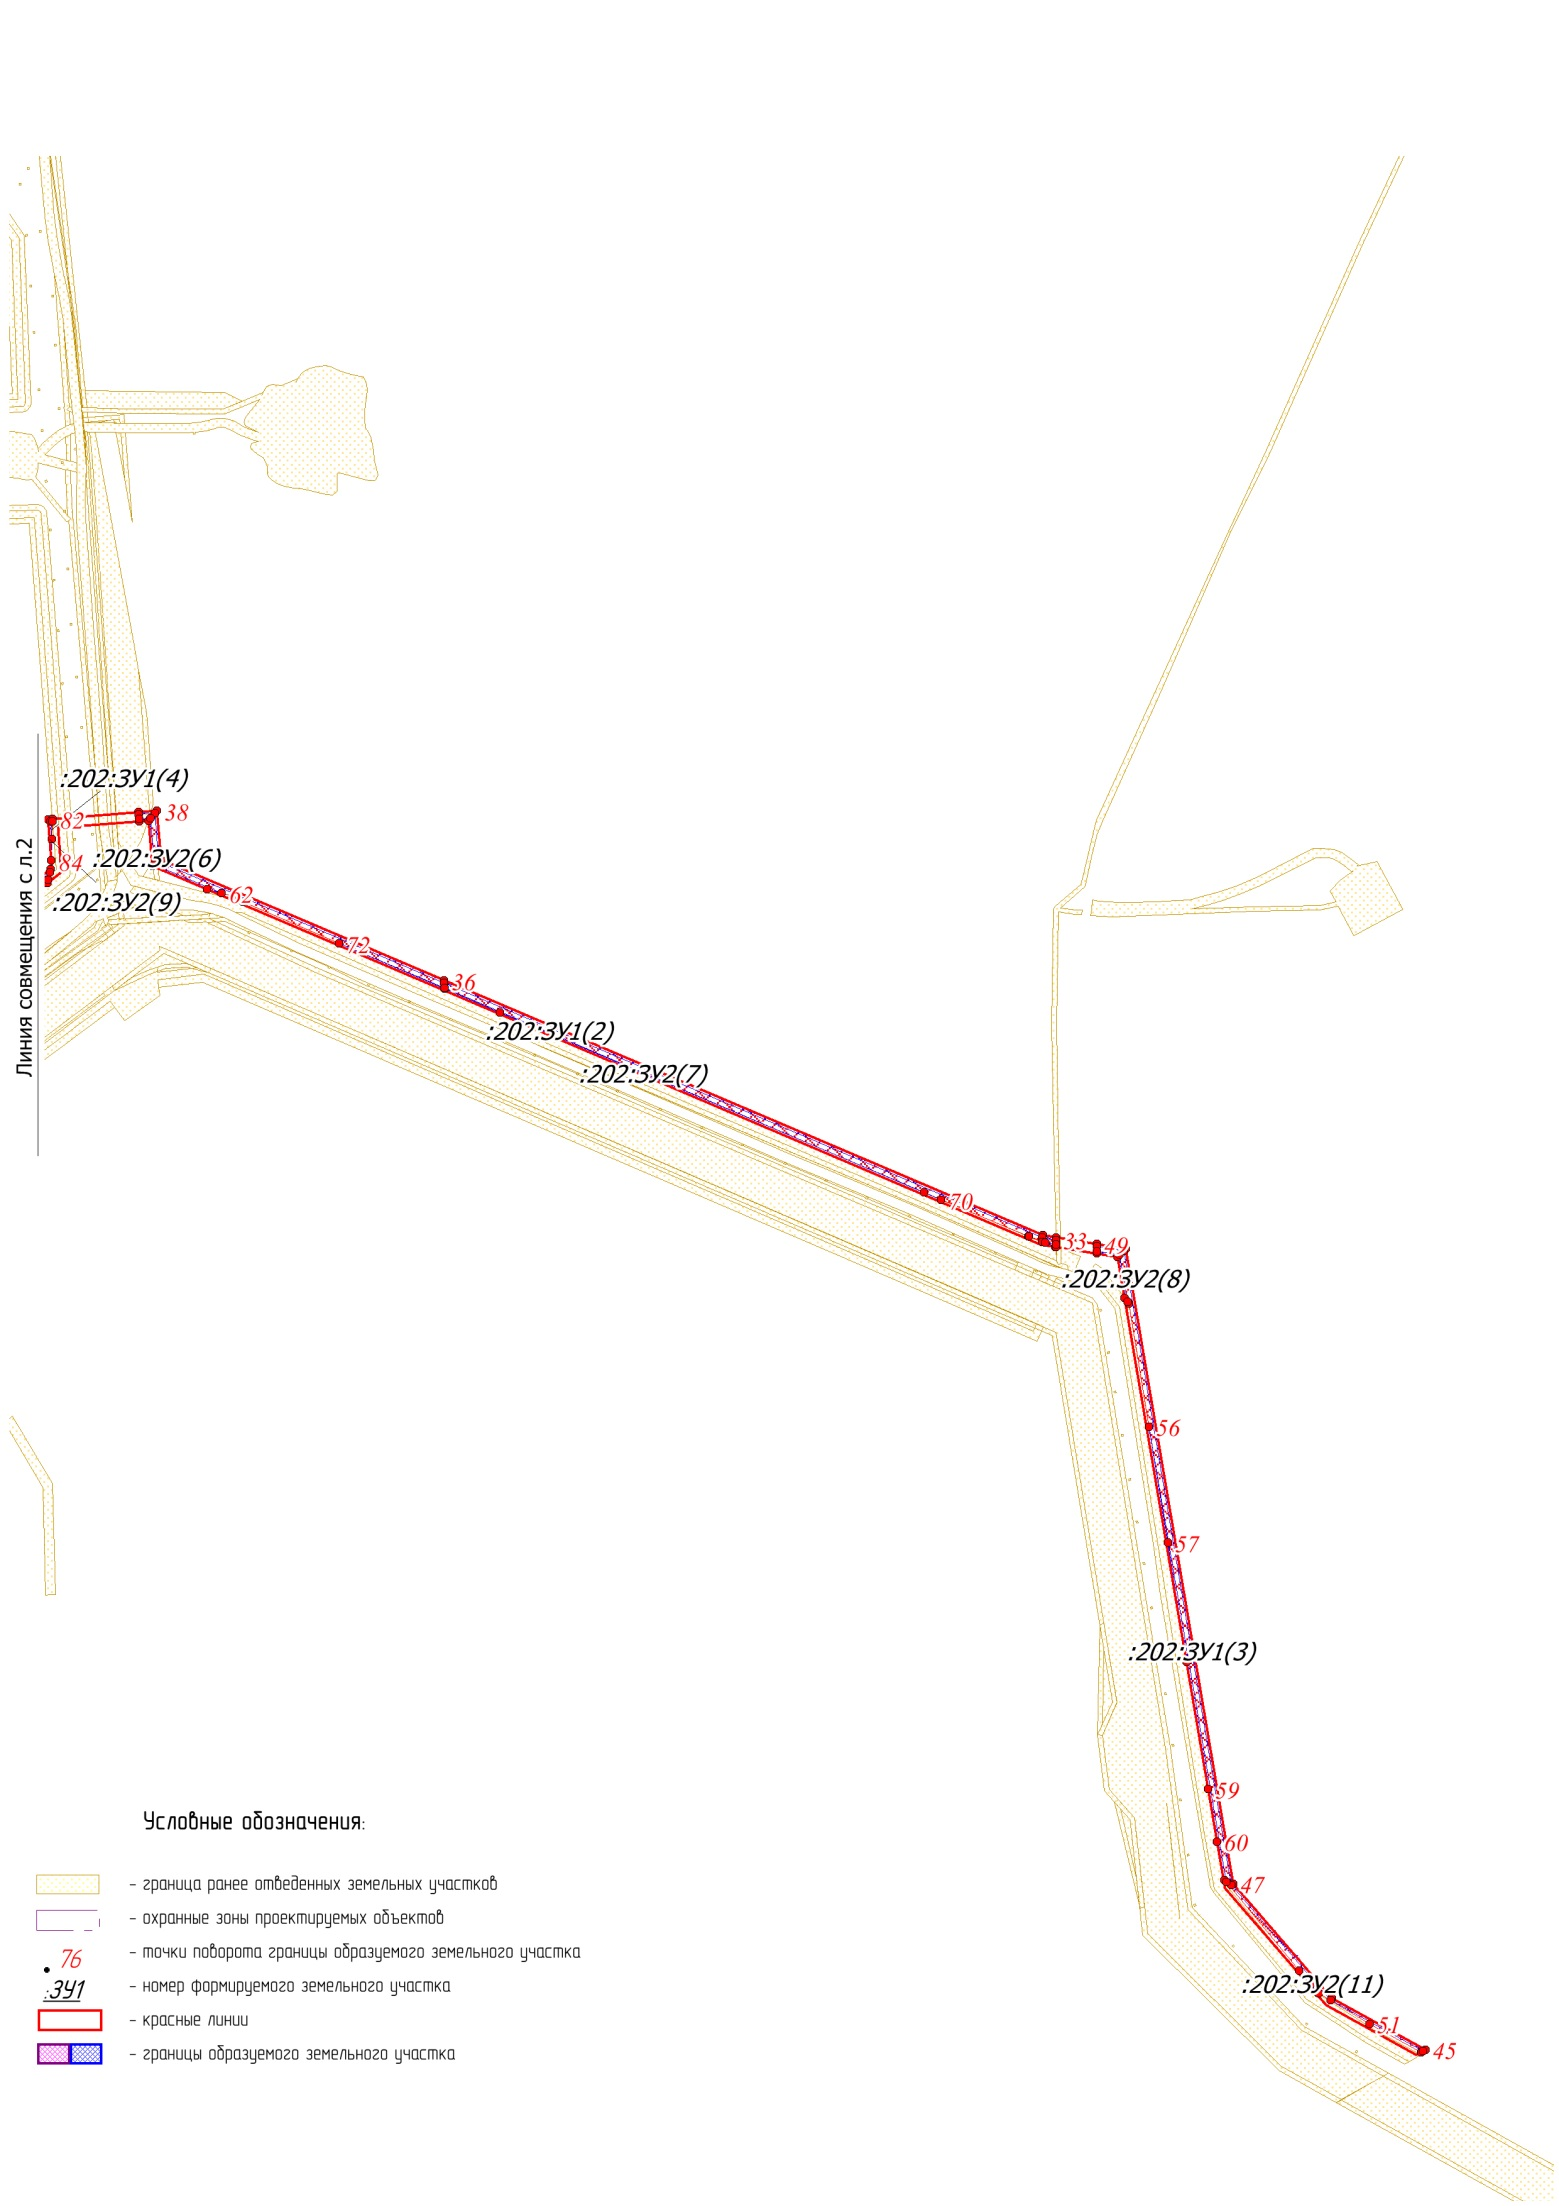 :202:ЗУ1(4)
38
82
84
:202:ЗУ2(6)
62
:202:ЗУ2(9)
Линия совмещения с л.2
72
36
:202:ЗУ1(2)
:202:ЗУ2(7)
70
33
49
:202:ЗУ2(8)
56
57
:202:ЗУ1(3)
59
60
47
:202:ЗУ2(11)
51
45
Условные обозначения:
- граница ранее отведенных земельных участков
- охранные зоны проектируемых объектов
76 - точки поворота границы образуемого земельного участка
:ЗУ1 - номер формируемого земельного участка
- красные линии
- границы образуемого земельного участка